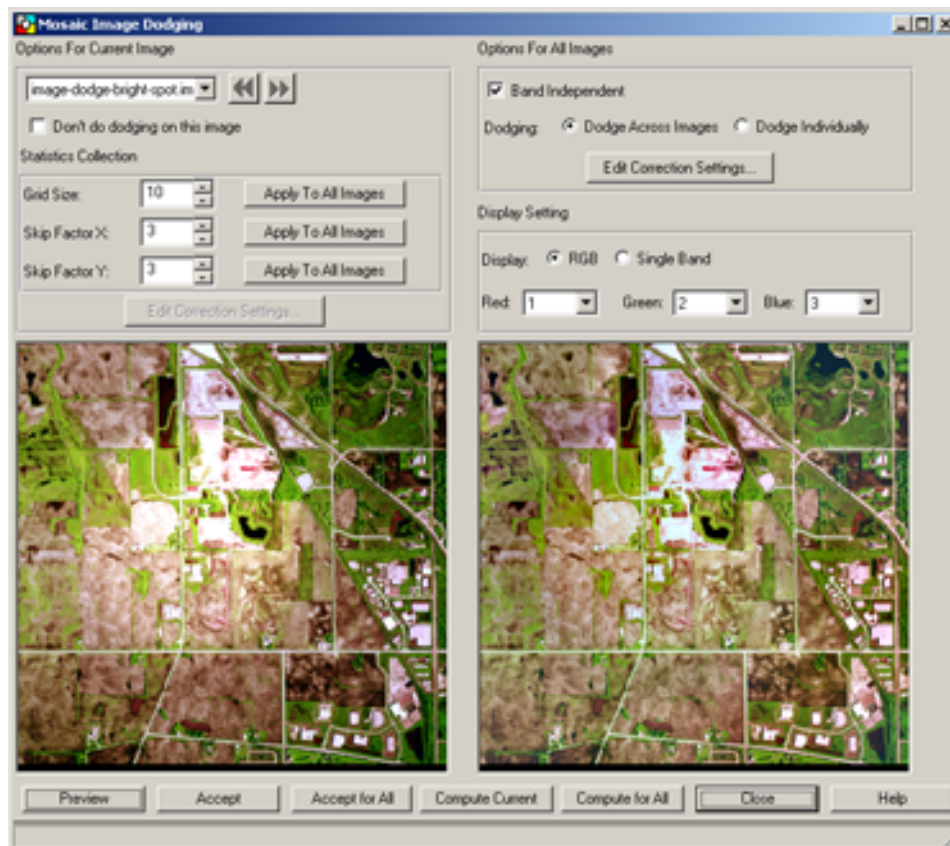 Mosaic Image Dodging
Options For Current Image
image-dodge-bright-spot.im
Don't do dodging on this image
Statistics Collection
Grid Size: 10 Apply To All Images
Skip Factor X: 3 Apply To All Images
Skip Factor Y: 3 Apply To All Images
Edit Correction Settings...
Options For All Images
Band Independent
Dodging: Dodge Across Images Dodge Individually
Edit Correction Settings...
Display Setting
Display: RGB Single Band
Red: 1 Green: 2 Blue: 3
Preview Accept Accept for All Compute Current Compute for All Close Help